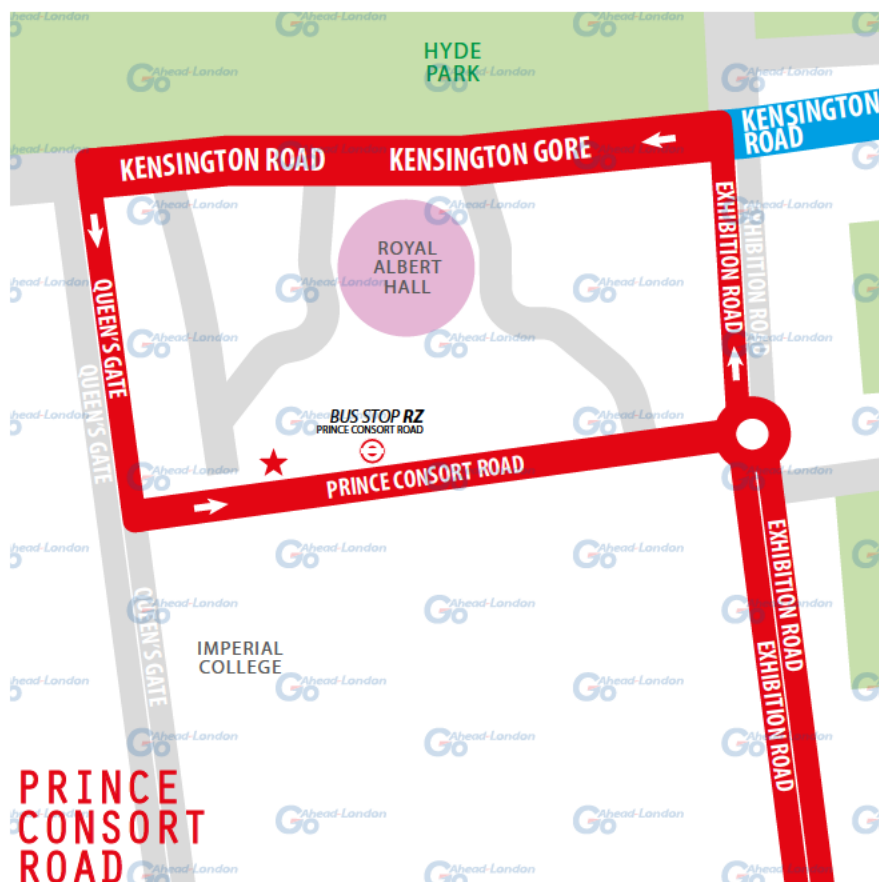 HYDE
PARK
KENSINGTON
ROAD
KENSINGTON ROAD
KENSINGTON GORE
EXHIBITION ROAD
EXHIBITION ROAD
ROYAL
ALBERT
HALL
QUEEN'S GATE
QUEEN'S GATE
BUS STOP RZ
PRINCE CONSORT ROAD
PRINCE CONSORT ROAD
EXHIBITION ROAD
EXHIBITION ROAD
QUEEN'S GATE
IMPERIAL
COLLEGE
PRINCE
CONSORT
ROAD
Go Ahead-London